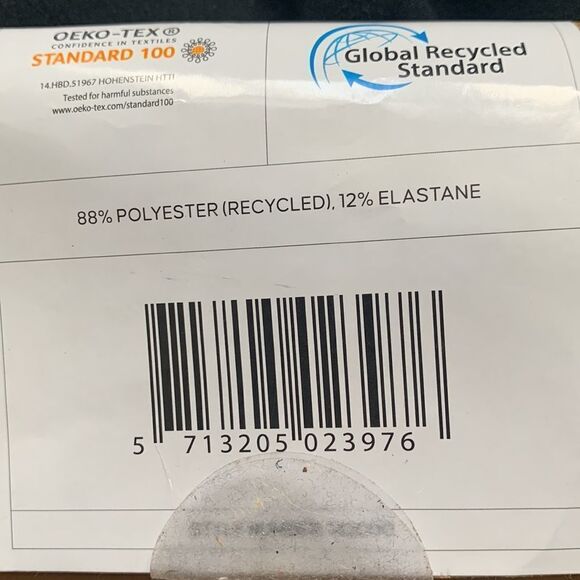 OEKO-TEX®
CONFIDENCE IN TEXTILES
STANDARD 100
14.HBD.51967 HOHENSTEIN HTTI
Tested for harmful substances
www.oeko-tex.com/standard100
Global Recycled
Standard
88% POLYESTER (RECYCLED), 12% ELASTANE
5 713205 023976